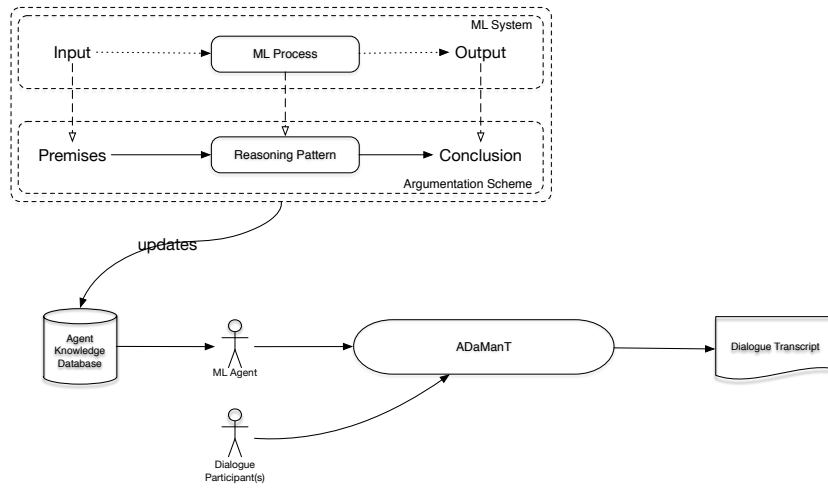 ML System
Input
ML Process
Output
Premises
Reasoning Pattern
Conclusion
Argumentation Scheme
updates
Agent
Knowledge
Database
ML Agent
ADaManT
Dialogue Transcript
Dialogue
Participant(s)